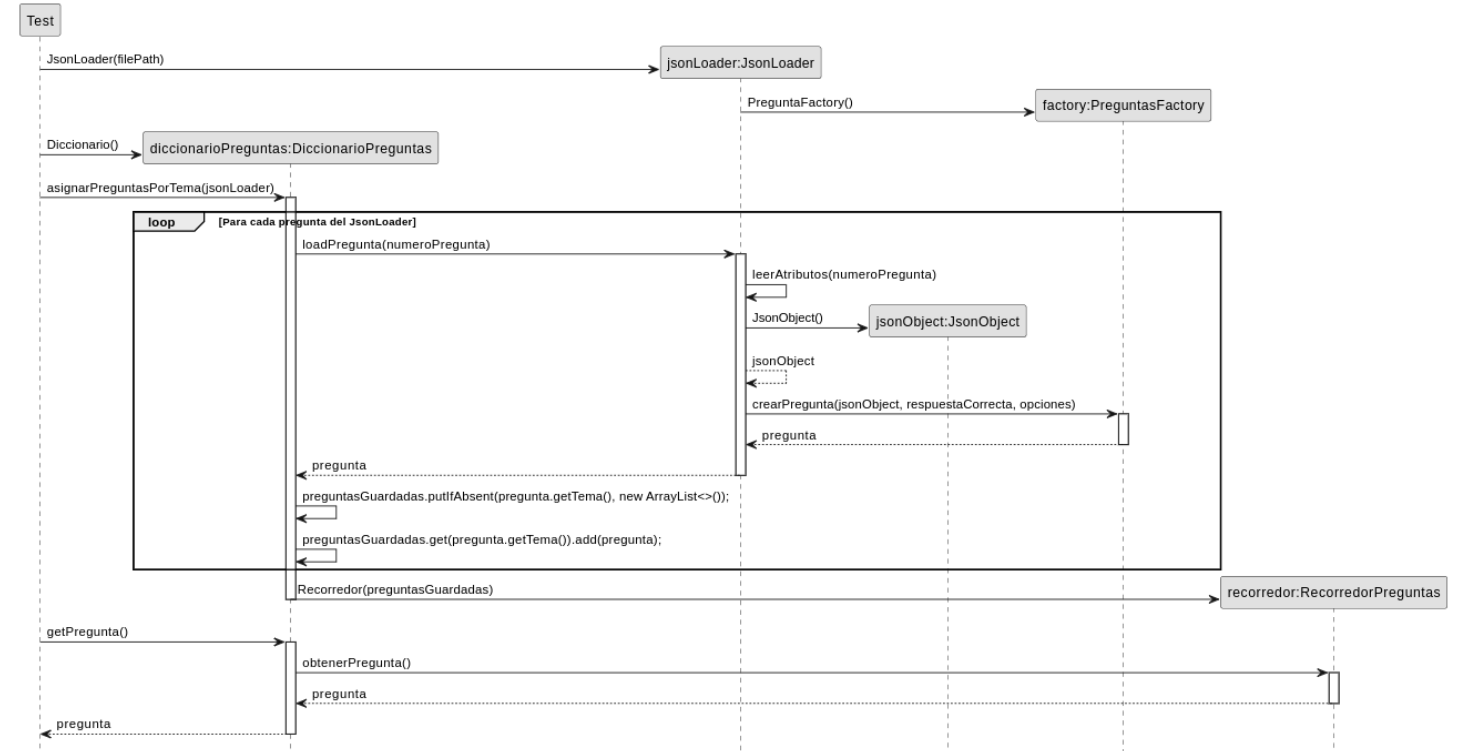 Test
JsonLoader(filePath)
jsonLoader:JsonLoader
PreguntaFactory()
factory:PreguntasFactory
Diccionario()
diccionarioPreguntas:DiccionarioPreguntas
asignarPreguntasPorTema(jsonLoader)
loop [Para cada pregunta del JsonLoader]
loadPregunta(numeroPregunta)
leerAtributos(numeroPregunta)
JsonObject()
jsonObject:JsonObject
jsonObject
crearPregunta(jsonObject, respuestaCorrecta, opciones)
pregunta
pregunta
preguntasGuardadas.putIfAbsent(pregunta.getTema(), new ArrayList<>());
preguntasGuardadas.get(pregunta.getTema()).add(pregunta);
Recorredor(preguntasGuardadas)
recorredor:RecorredorPreguntas
getPregunta()
obtenerPregunta()
pregunta
pregunta